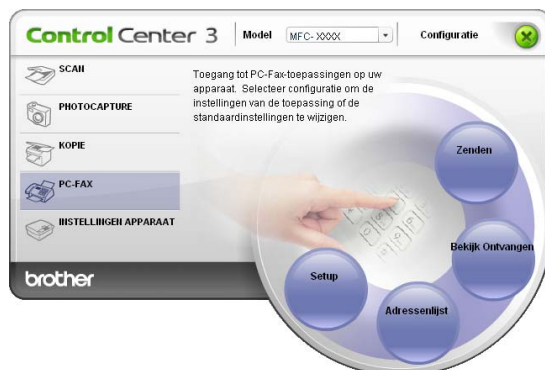 Control Center 3
Model
MFC- XXXX
Configuratie
SCAN
PHOTOCAPTURE
KOPIE
PC-FAX
INSTELLINGEN APPARAAT
brother
Toegang tot PC-Fax-toepassingen op uw
apparaat. Selecteer configuratie om de
instellingen van de toepassing of de
standaardinstellingen te wijzigen.
Zenden
Bekijk Ontvangen
Adressenlijst
Setup